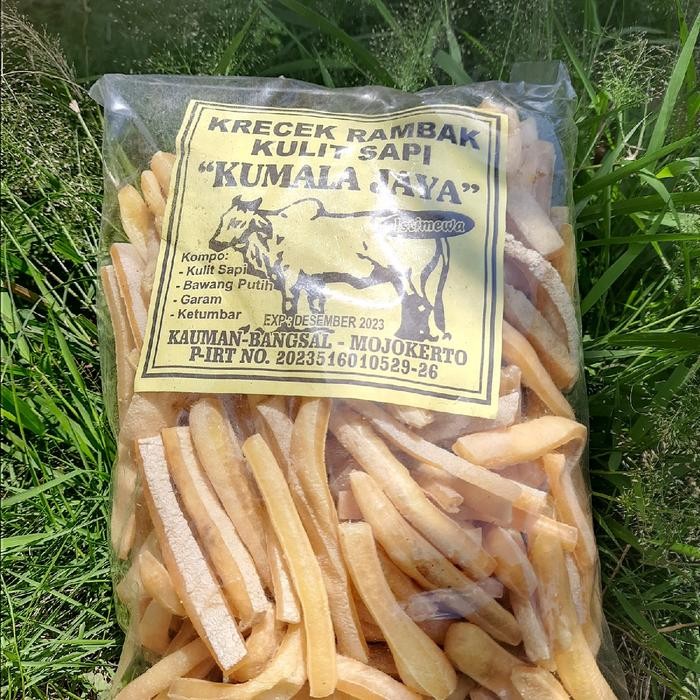 KRECEK RAMBAK
KULIT SAPI
"KUMALA JAYA"
Istimewa
Kompo:
- Kulit Sapi
- Bawang Putih
- Garam
- Ketumbar
EXP : DESEMBER 2023
KAUMAN-BANGSAL - MOJOKERTO
P-IRT NO. 2023516010529-26